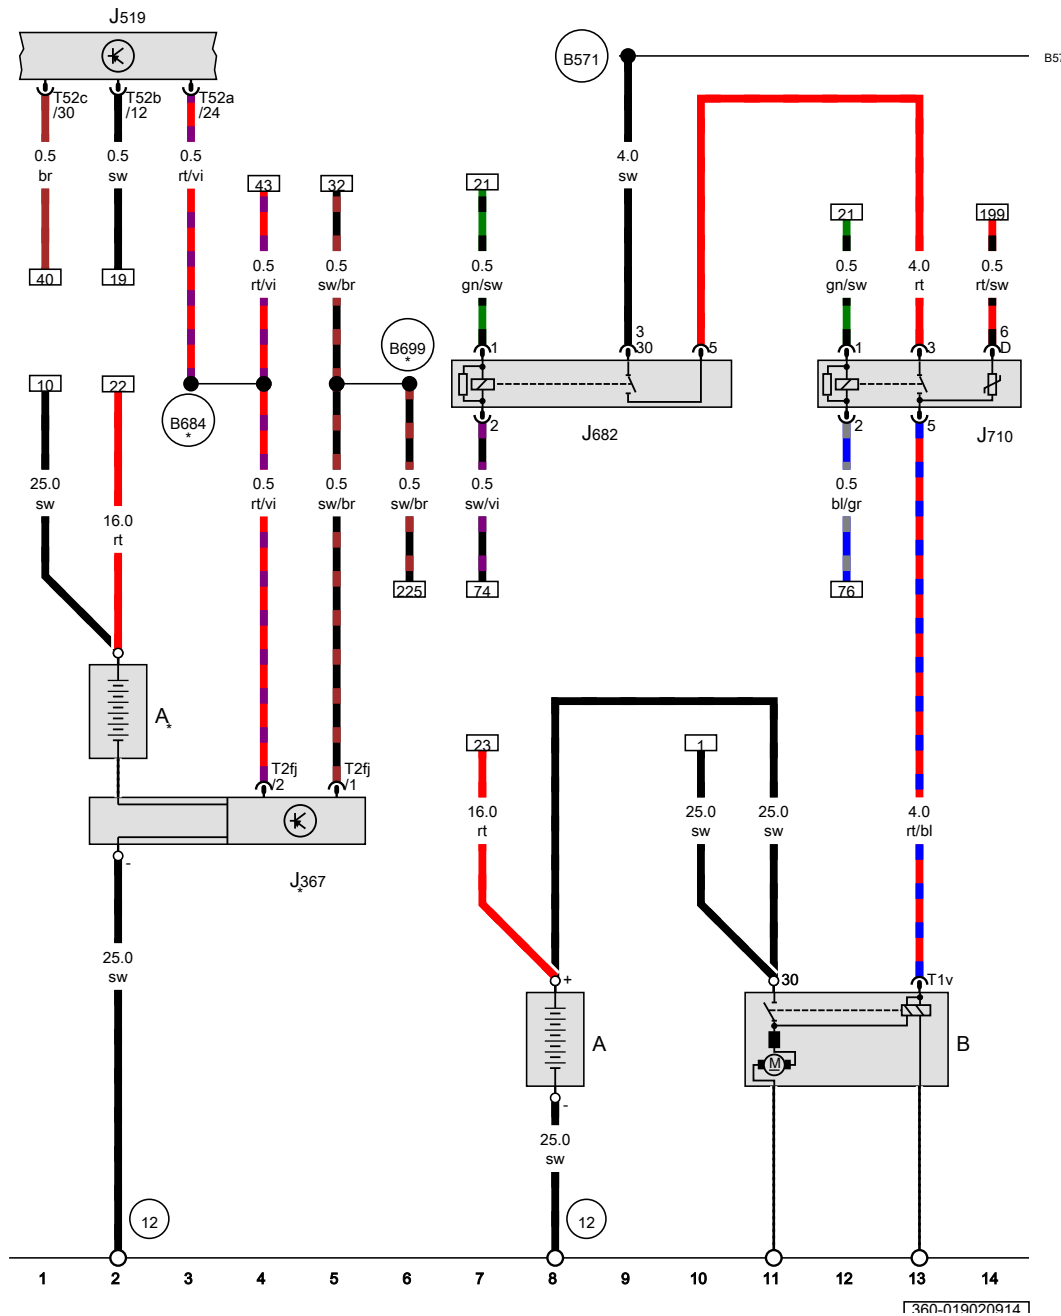 J519
B571
B57
T52c
/30
T52b
/12
T52a
/24
0.5
br
0.5
sw
0.5
rt/vi
4.0
sw
43
32
21
21
199
40
19
0.5
rt/vi
0.5
sw/br
0.5
gn/sw
0.5
gn/sw
4.0
rt
0.5
rt/sw
B699
*
1
3
30
5
1
3
6
D
10
22
B684
*
2
J682
2
5
J710
25.0
sw
16.0
rt
0.5
rt/vi
0.5
sw/br
0.5
sw/br
0.5
sw/vi
0.5
bl/gr
225
74
76
A
*
23
1
T2fj
/2
T2fj
/1
16.0
rt
25.0
sw
25.0
sw
4.0
rt/bl
-
J367
*
25.0
sw
+
30
T1v
A
M
B
-
25.0
sw
12
12
1 2 3 4 5 6 7 8 9 10 11 12 13 14
360-019020914